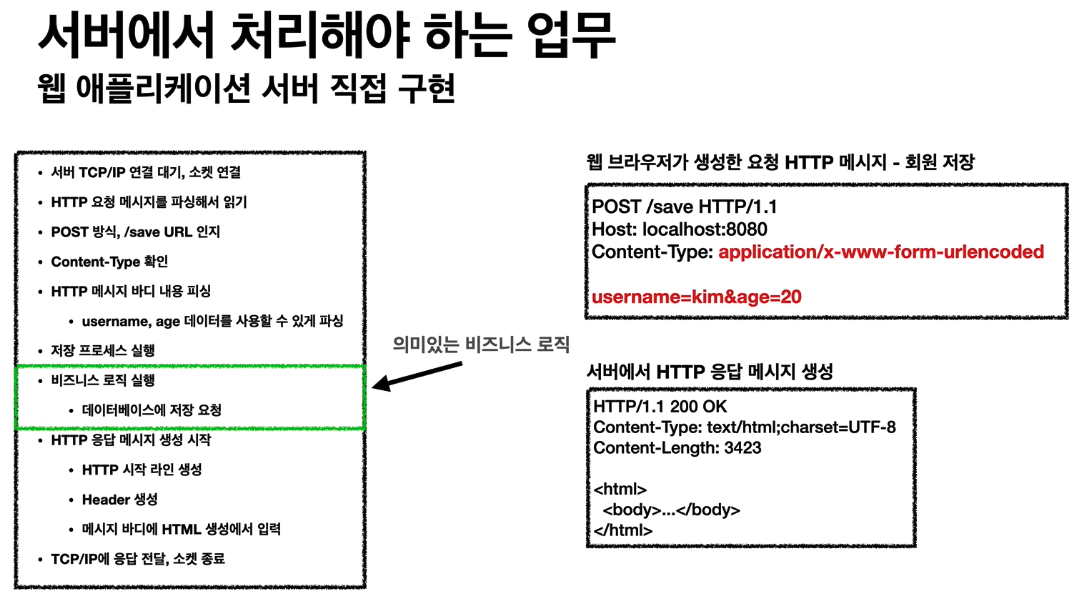 서버에서 처리해야 하는 업무
웹 애플리케이션 서버 직접 구현
• 서버 TCP/IP 연결 대기, 소켓 연결
• HTTP 요청 메시지를 파싱해서 읽기
• POST 방식, /save URL 인지
• Content-Type 확인
• HTTP 메시지 바디 내용 피싱
• username, age 데이터를 사용할 수 있게 파싱
• 저장 프로세스 실행
• 비즈니스 로직 실행
• 데이터베이스에 저장 요청
• HTTP 응답 메시지 생성 시작
• HTTP 시작 라인 생성
• Header 생성
• 메시지 바디에 HTML 생성에서 입력
• TCP/IP에 응답 전달, 소켓 종료
의미있는 비즈니스 로직
웹 브라우저가 생성한 요청 HTTP 메시지 - 회원 저장
POST /save HTTP/1.1
Host: localhost:8080
Content-Type: application/x-www-form-urlencoded
username=kim&age=20
서버에서 HTTP 응답 메시지 생성
HTTP/1.1 200 OK
Content-Type: text/html;charset=UTF-8
Content-Length: 3423
<html>
<body>...</body>
</html>